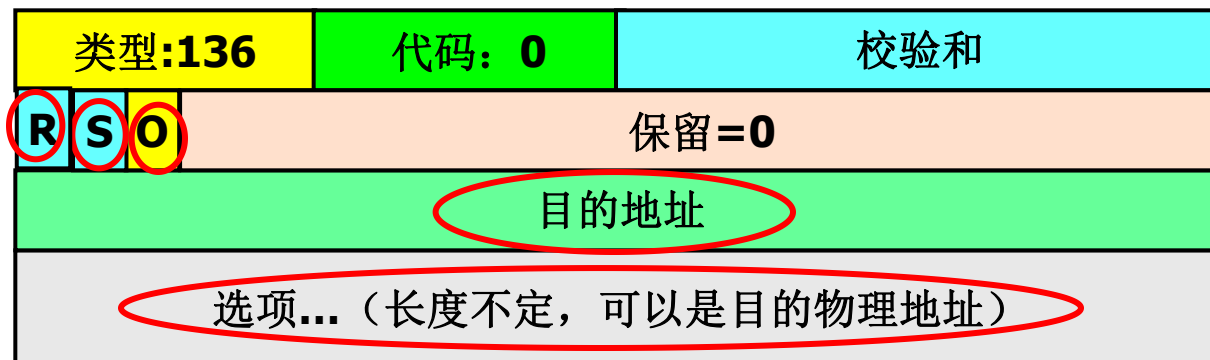 类型:136 代码：0 校验和
R S O 保留=0
目的地址
选项...（长度不定，可以是目的物理地址）